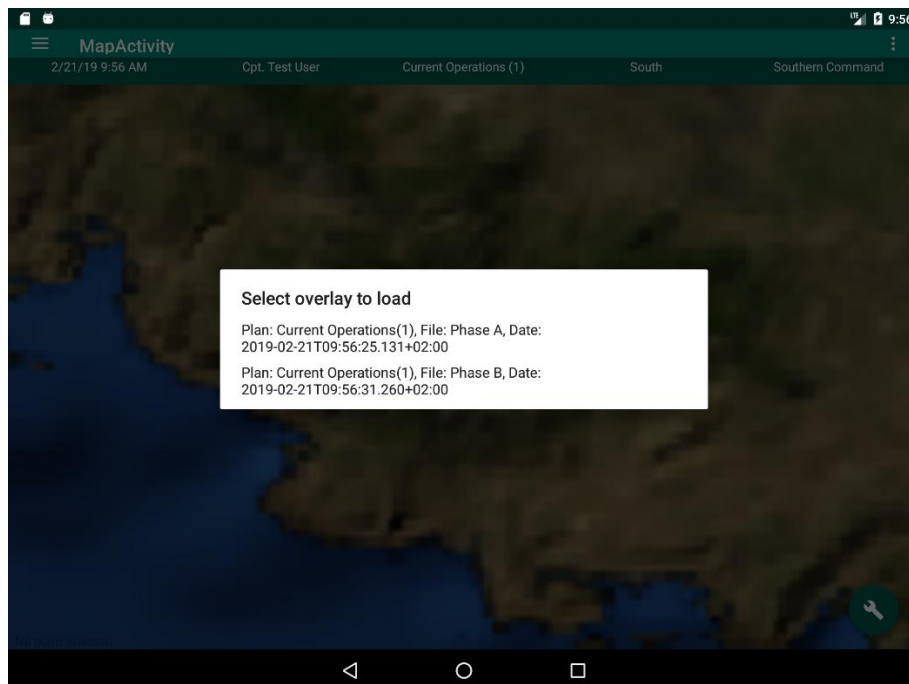 9:56
MapActivity
2/21/19 9:56 AM Cpt. Test User Current Operations (1) South Southern Command
Select overlay to load
Plan: Current Operations(1), File: Phase A, Date:
2019-02-21T09:56:25.131+02:00
Plan: Current Operations(1), File: Phase B, Date:
2019-02-21T09:56:31.260+02:00